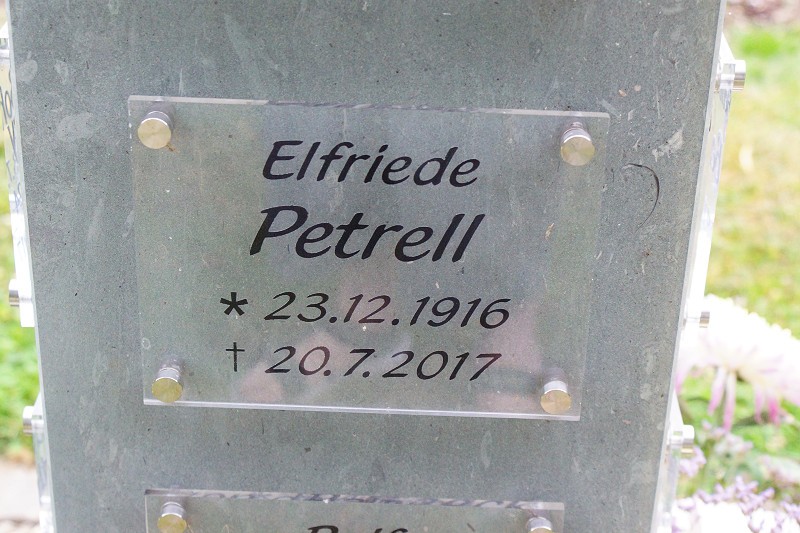 Elfriede
Petrell
* 23.12.1916
† 20.7.2017